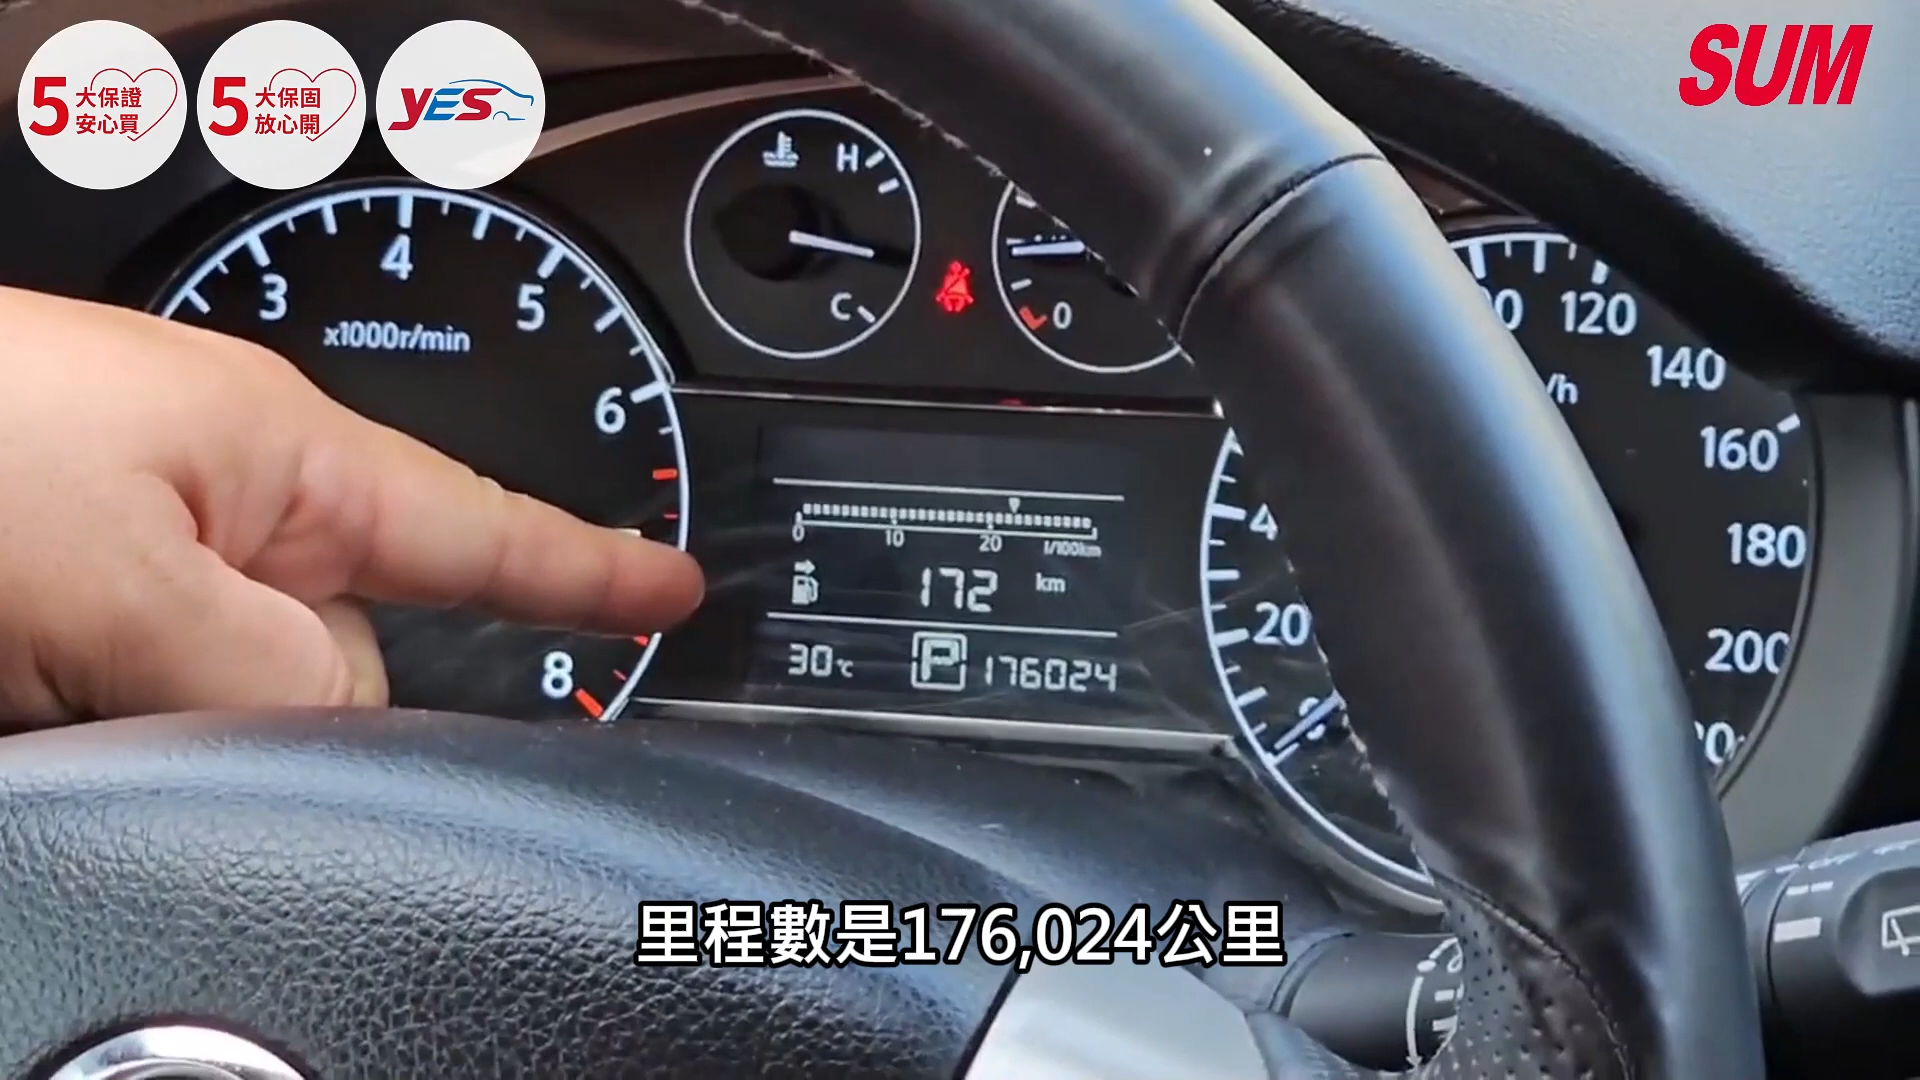 5 大保證
安心買
5 大保固
放心開
YES
SUM
H
C
0
3
4
5
6
8
x1000r/min
120
140
160
180
200
/h
20
0 10 20 l/100km
172 km
30℃ P 176024
里程數是176,024公里